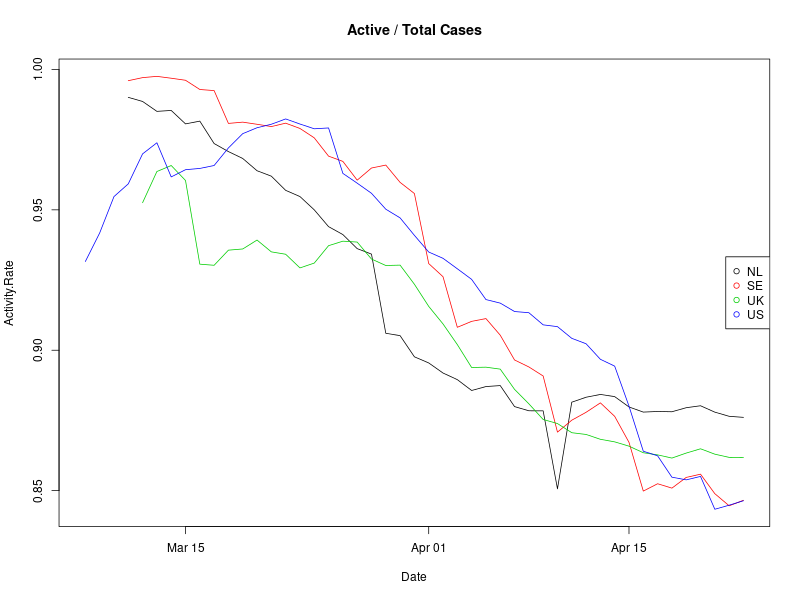 Active / Total Cases
Activity.Rate
1.00
0.95
0.90
0.85
NL
SE
UK
US
Mar 15
Apr 01
Apr 15
Date